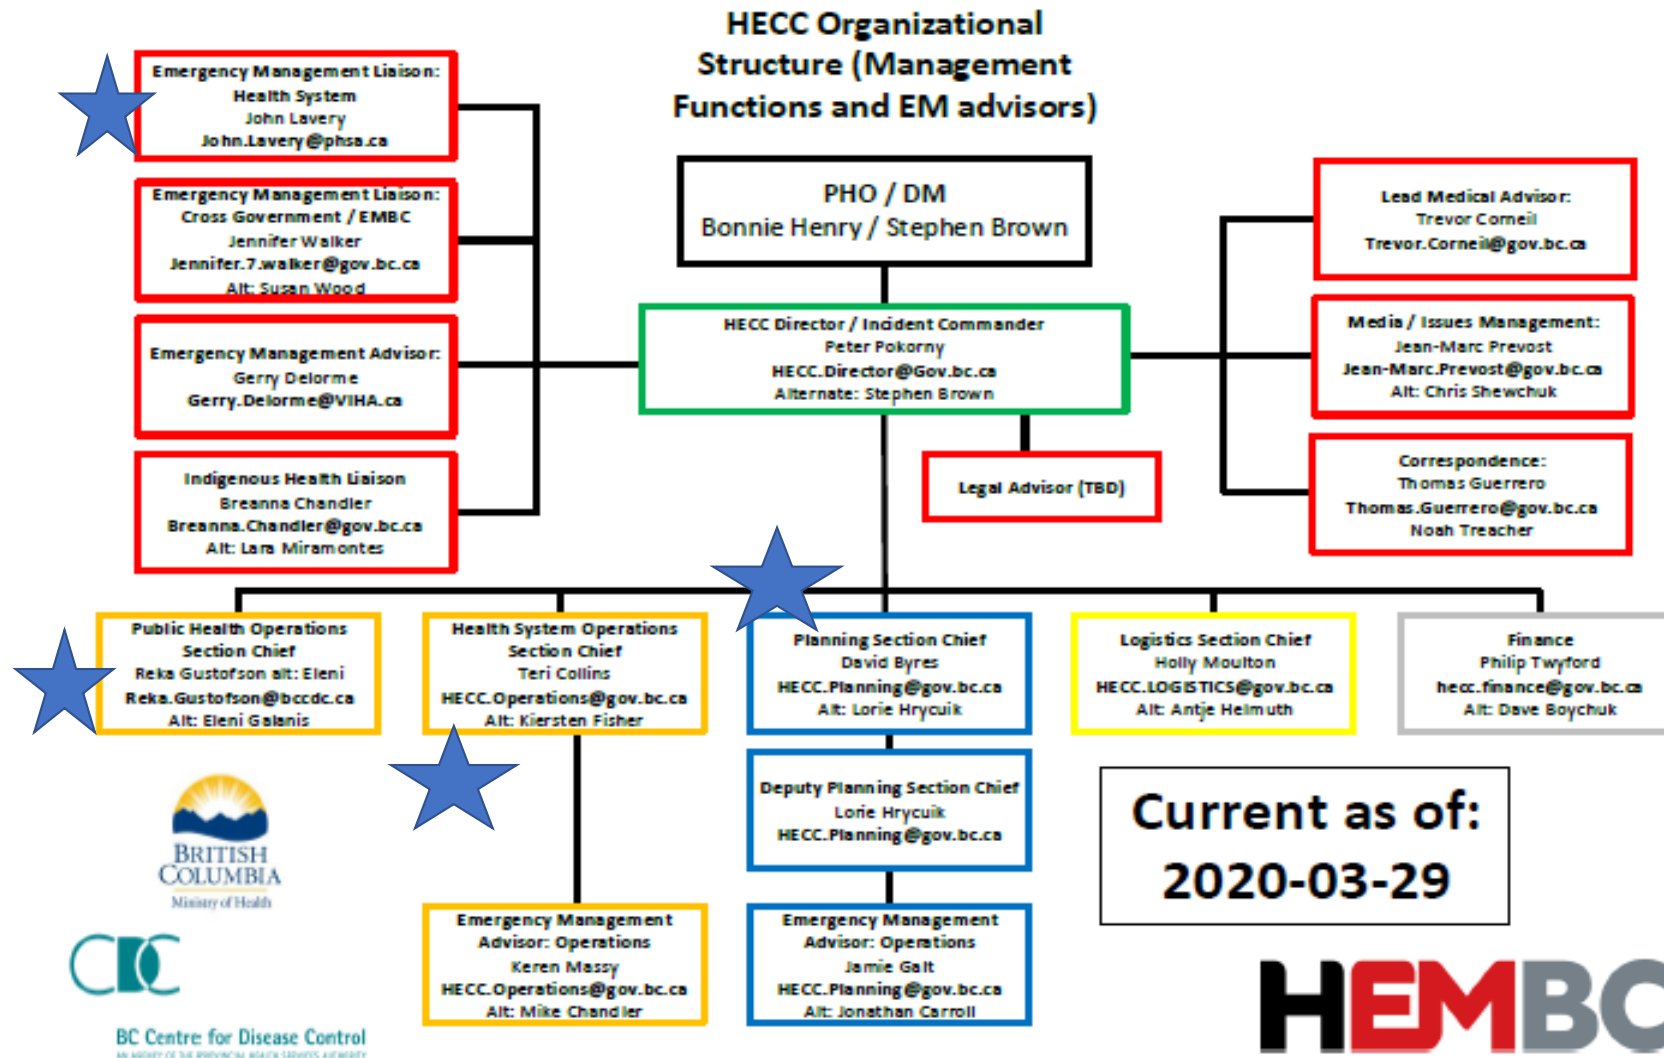 HECC Organizational
Structure (Management
Functions and EM advisors)
Emergency Management Liaison:
Health System
John Lavery
John.Lavery@phsa.ca
Emergency Management Liaison:
Cross Government / EMBC
Jennifer Walker
Jennifer.7.walker@gov.bc.ca
Alt: Susan Wood
Emergency Management Advisor:
Gerry Delorme
Gerry.Delorme@VIHA.ca
Indigenous Health Liaison
Breanna Chandler
Breanna.Chandler@gov.bc.ca
Alt: Lara Miramontes
PHO / DM
Bonnie Henry / Stephen Brown
HECC Director / Incident Commander
Peter Pokorny
HECC.Director@Gov.bc.ca
Alternate: Stephen Brown
Legal Advisor (TBD)
Lead Medical Advisor:
Trevor Corneil
Trevor.Corneil@gov.bc.ca
Media / Issues Management:
Jean-Marc Prevost
Jean-Marc.Prevost@gov.bc.ca
Alt: Chris Shewchuk
Correspondence:
Thomas Guerrero
Thomas.Guerrero@gov.bc.ca
Noah Treacher
Public Health Operations
Section Chief
Reka Gustofson alt: Eleni
Reka.Gustofson@bccdc.ca
Alt: Eleni Galanis
Health System Operations
Section Chief
Teri Collins
HECC.Operations@gov.bc.ca
Alt: Kiersten Fisher
Planning Section Chief
David Byres
HECC.Planning@gov.bc.ca
Alt: Lorie Hrycuik
Logistics Section Chief
Holly Moulton
HECC.LOGISTICS@gov.bc.ca
Alt: Antje Helmuth
Finance
Philip Twyford
hecc.finance@gov.bc.ca
Alt: Dave Boychuk
Deputy Planning Section Chief
Lorie Hrycuik
HECC.Planning@gov.bc.ca
Emergency Management
Advisor: Operations
Keren Massy
HECC.Operations@gov.bc.ca
Alt: Mike Chandler
Emergency Management
Advisor: Operations
Jamie Galt
HECC.Planning@gov.bc.ca
Alt: Jonathan Carroll
Current as of:
2020-03-29
BRITISH
COLUMBIA
Ministry of Health
CDC
BC Centre for Disease Control
AN AGENCY OF THE PROVINCIAL HEALTH SERVICES AUTHORITY
HEMBC